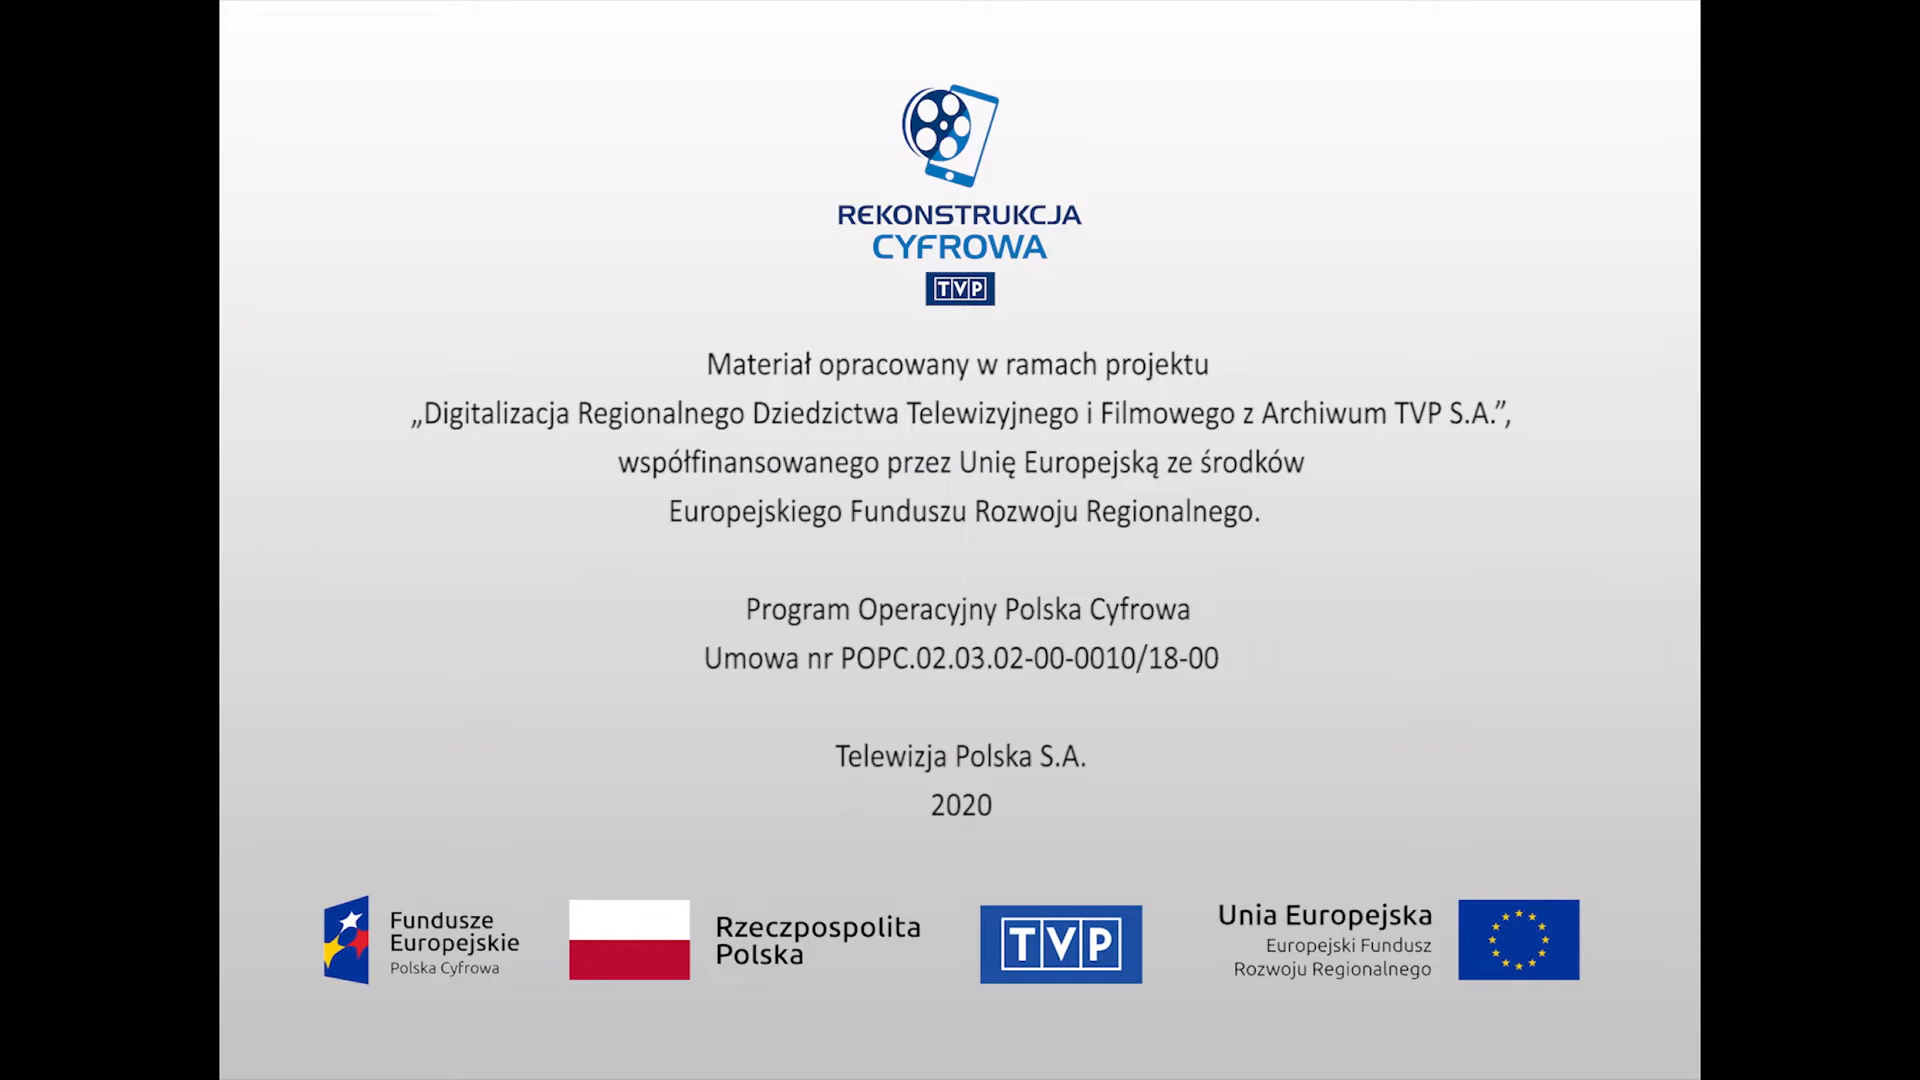 REKONSTRUKCJA
CYFROWA
TVP
Materiał opracowany w ramach projektu
„Digitalizacja Regionalnego Dziedzictwa Telewizyjnego i Filmowego z Archiwum TVP S.A.”,
współfinansowanego przez Unię Europejską ze środków
Europejskiego Funduszu Rozwoju Regionalnego.
Program Operacyjny Polska Cyfrowa
Umowa nr POPC.02.03.02-00-0010/18-00
Telewizja Polska S.A.
2020
Fundusze
Europejskie
Polska Cyfrowa
Rzeczpospolita
Polska
TVP
Unia Europejska
Europejski Fundusz
Rozwoju Regionalnego